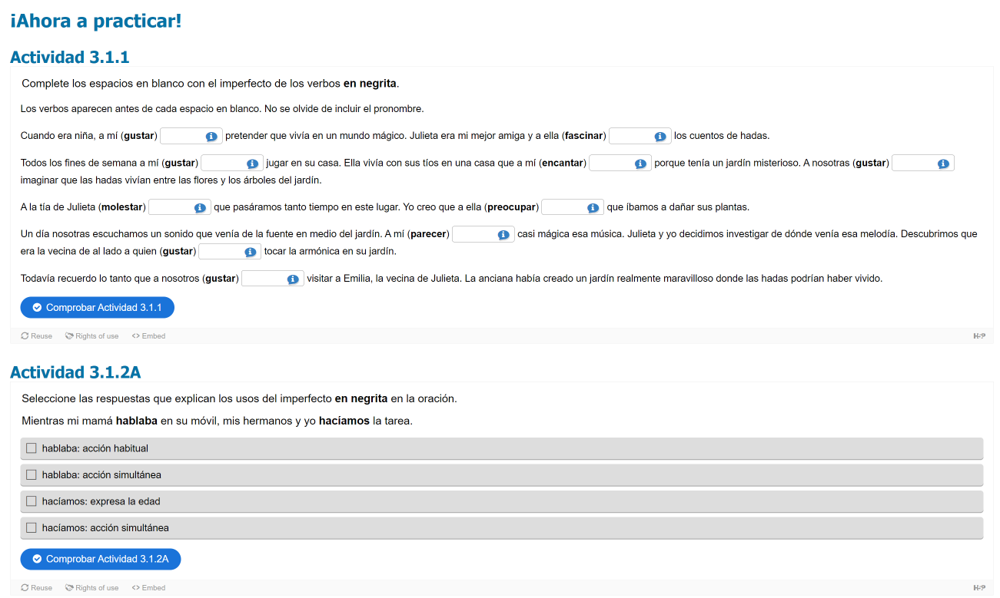 ¡Ahora a practicar!
Actividad 3.1.1
Complete los espacios en blanco con el imperfecto de los verbos en negrita.
Los verbos aparecen antes de cada espacio en blanco. No se olvide de incluir el pronombre.
Cuando era niña, a mí (gustar) pretender que vivía en un mundo mágico. Julieta era mi mejor amiga y a ella (fascinar) los cuentos de hadas.
Todos los fines de semana a mí (gustar) jugar en su casa. Ella vivía con sus tíos en una casa que a mí (encantar) porque tenía un jardín misterioso. A nosotras (gustar)
imaginar que las hadas vivían entre las flores y los árboles del jardín.
A la tía de Julieta (molestar) que pasáramos tanto tiempo en este lugar. Yo creo que a ella (preocupar) que íbamos a dañar sus plantas.
Un día nosotras escuchamos un sonido que venía de la fuente en medio del jardín. A mí (parecer) casi mágica esa música. Julieta y yo decidimos investigar de dónde venía esa melodía. Descubrimos que
era la vecina de al lado a quien (gustar) tocar la armónica en su jardín.
Todavía recuerdo lo tanto que a nosotros (gustar) visitar a Emilia, la vecina de Julieta. La anciana había creado un jardín realmente maravilloso donde las hadas podrían haber vivido.
Comprobar Actividad 3.1.1
Reuse Rights of use <> Embed H-P
Actividad 3.1.2A
Seleccione las respuestas que explican los usos del imperfecto en negrita en la oración.
Mientras mi mamá hablaba en su móvil, mis hermanos y yo hacíamos la tarea.
hablaba: acción habitual
hablaba: acción simultánea
hacíamos: expresa la edad
hacíamos: acción simultánea
Comprobar Actividad 3.1.2A
Reuse Rights of use <> Embed H-P